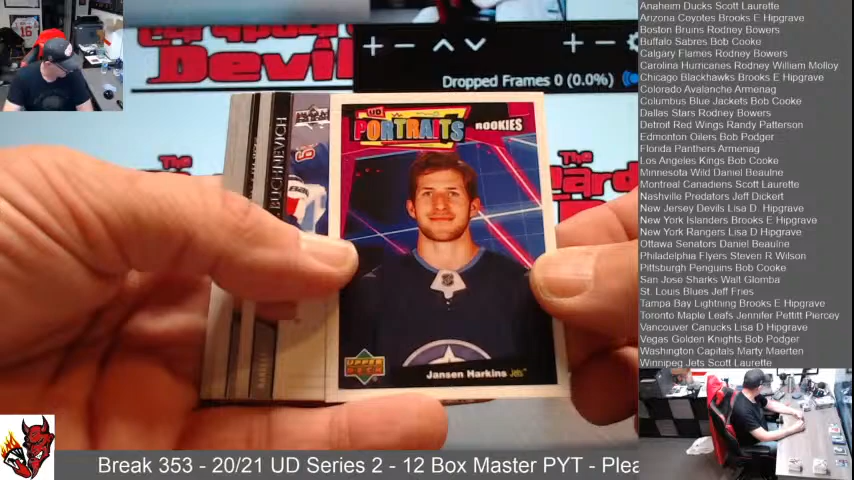 Dropped Frames 0 (0.0%)
The
The
Devil
BUCHNEVICH
UD
PORTRAITS
ROOKIES
UPPER
DECK
Jansen Harkins Jets
Anaheim Ducks Scott Laurette
Arizona Coyotes Brooks E Hipgrave
Boston Bruins Rodney Bowers
Buffalo Sabres Bob Cooke
Calgary Flames Rodney Bowers
Carolina Hurricanes Rodney William Molloy
Chicago Blackhawks Brooks E Hipgrave
Colorado Avalanche Armenag
Columbus Blue Jackets Bob Cooke
Dallas Stars Rodney Bowers
Detroit Red Wings Randy Patterson
Edmonton Oilers Bob Podger
Florida Panthers Armenag
Los Angeles Kings Bob Cooke
Minnesota Wild Daniel Beaulne
Montreal Canadiens Scott Laurette
Nashville Predators Jeff Dickert
New Jersey Devils Lisa D. Hipgrave
New York Islanders Brooks E Hipgrave
New York Rangers Lisa D Hipgrave
Ottawa Senators Daniel Beaulne
Philadelphia Flyers Steven R Wilson
Pittsburgh Penguins Bob Cooke
San Jose Sharks Walt Glomba
St. Louis Blues Jeff Fries
Tampa Bay Lightning Brooks E Hipgrave
Toronto Maple Leafs Jennifer Pettitt Piercey
Vancouver Canucks Lisa D Hipgrave
Vegas Golden Knights Bob Podger
Washington Capitals Marty Maerten
Winnipeg Jets Scott Laurette
Break 353 - 20/21 UD Series 2 - 12 Box Master PYT - Plea